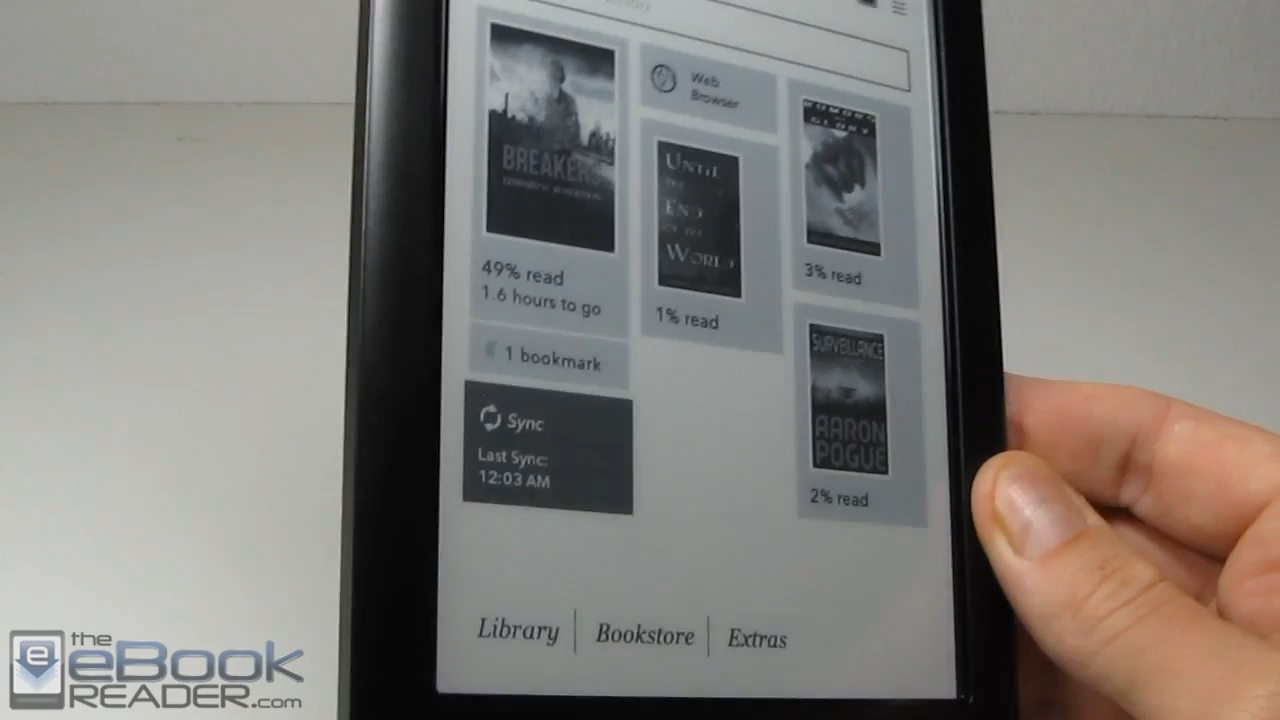 BREAKERS
49% read
1.6 hours to go
1 bookmark
Sync
Last Sync:
12:03 AM
Web
Browser
UNTIL
THE
END
OF THE
WORLD
1% read
GLORY
3% read
SURVEILLANCE
AARON
POGUE
2% read
Library
Bookstore
Extras
the
eBook
READER.com